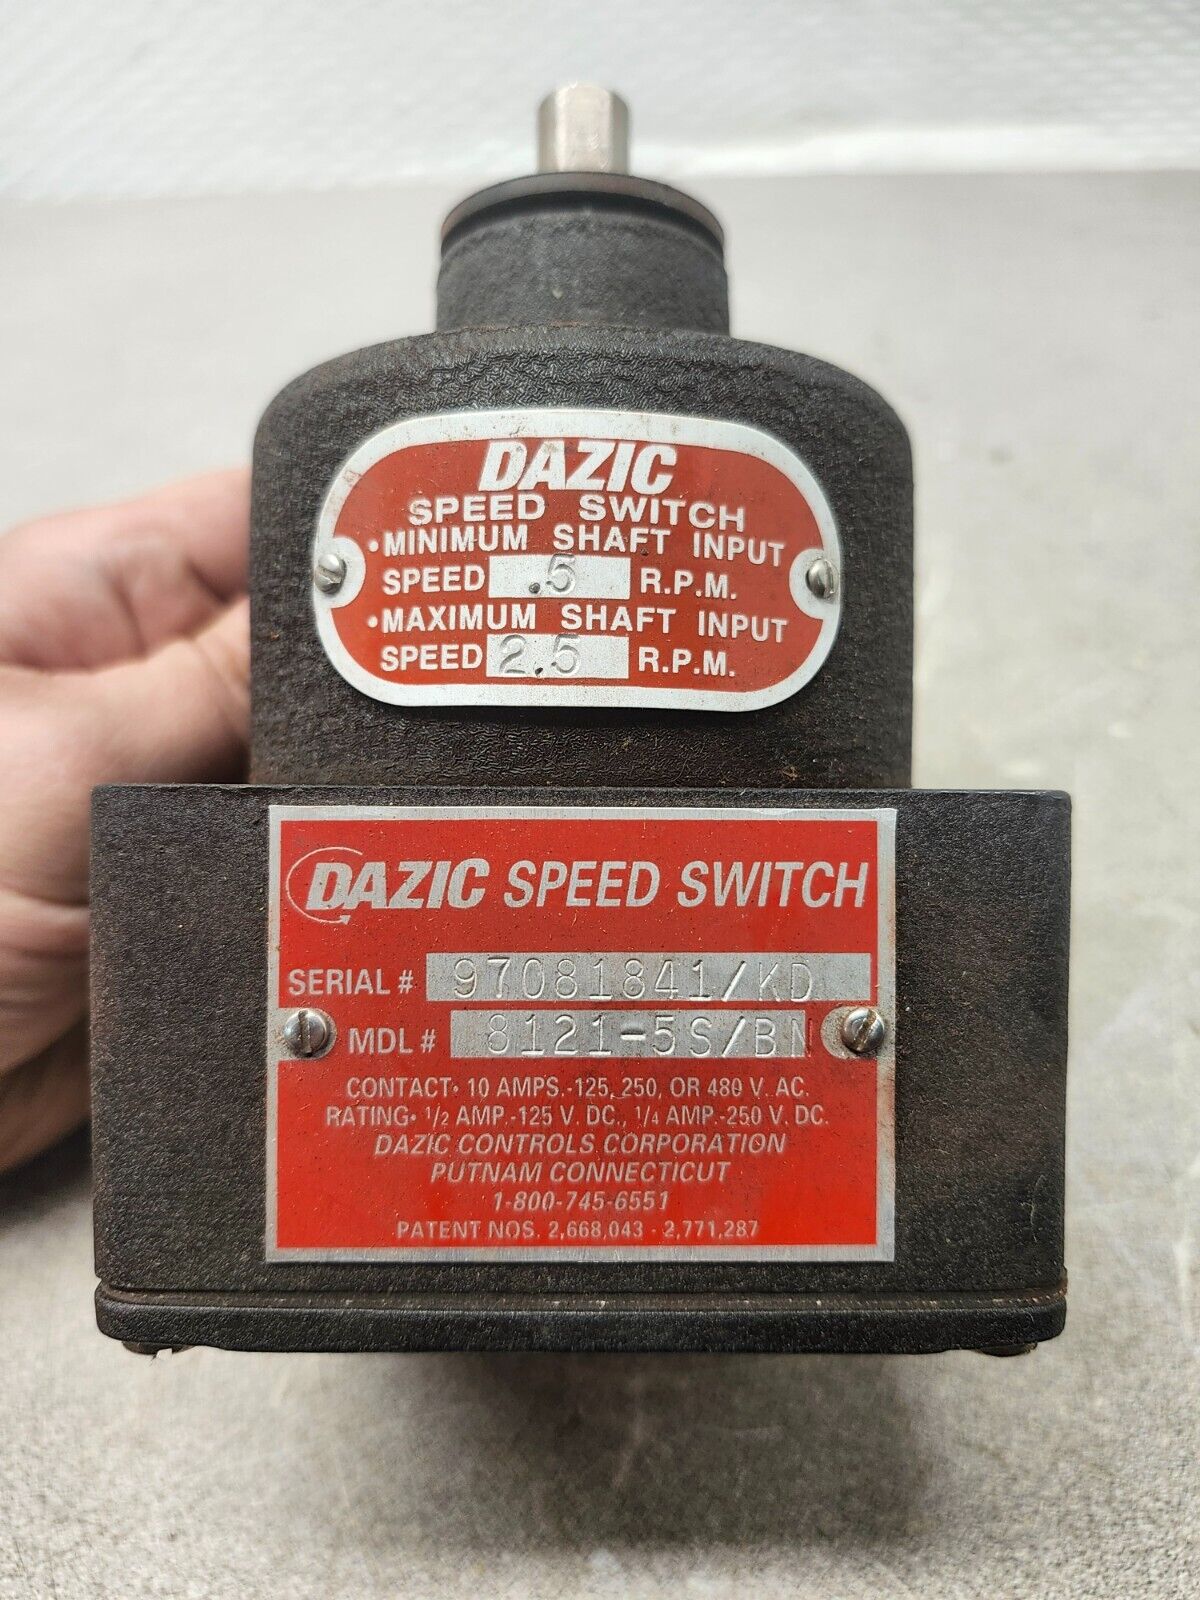 DAZIC
SPEED SWITCH
•MINIMUM SHAFT INPUT
SPEED .5 R.P.M.
•MAXIMUM SHAFT INPUT
SPEED 2.5 R.P.M.
DAZIC SPEED SWITCH
SERIAL # 97081841/KD
MDL # 8121-5S/BN
CONTACT• 10 AMPS.-125, 250, OR 480 V. AC.
RATING• 1/2 AMP.-125 V. DC., 1/4 AMP.-250 V. DC.
DAZIC CONTROLS CORPORATION
PUTNAM CONNECTICUT
1-800-745-6551
PATENT NOS. 2,668,043 - 2,771,287